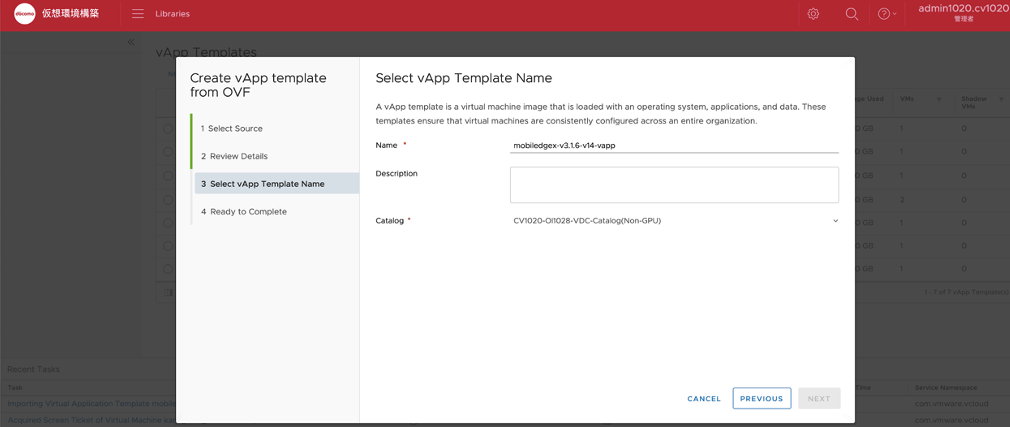 döcomo 仮想環境構築 Libraries admin1020.cv1020
管理者
vApp Templates
Create vApp template
from OVF
1 Select Source
2 Review Details
3 Select vApp Template Name
4 Ready to Complete
Select vApp Template Name
A vApp template is a virtual machine image that is loaded with an operating system, applications, and data. These
templates ensure that virtual machines are consistently configured across an entire organization.
Name *
mobiledgex-v3.1.6-v14-vapp
Description
Catalog *
CV1020-OI1028-VDC-Catalog(Non-GPU)
CANCEL PREVIOUS NEXT
Used VMs Shadow
VMs
0 GB 1 0
0 GB 1 0
0 GB 1 0
0 GB 2 0
0 GB 1 0
0 GB 1 0
0 GB 1 0
1 - 7 of 7 vApp Template(s)
Recent Tasks
Task Time Service Namespace
Importing Virtual Application Template com.vmware.vcloud
Acquired Screen Ticket of Virtual Machine com.vmware.vcloud